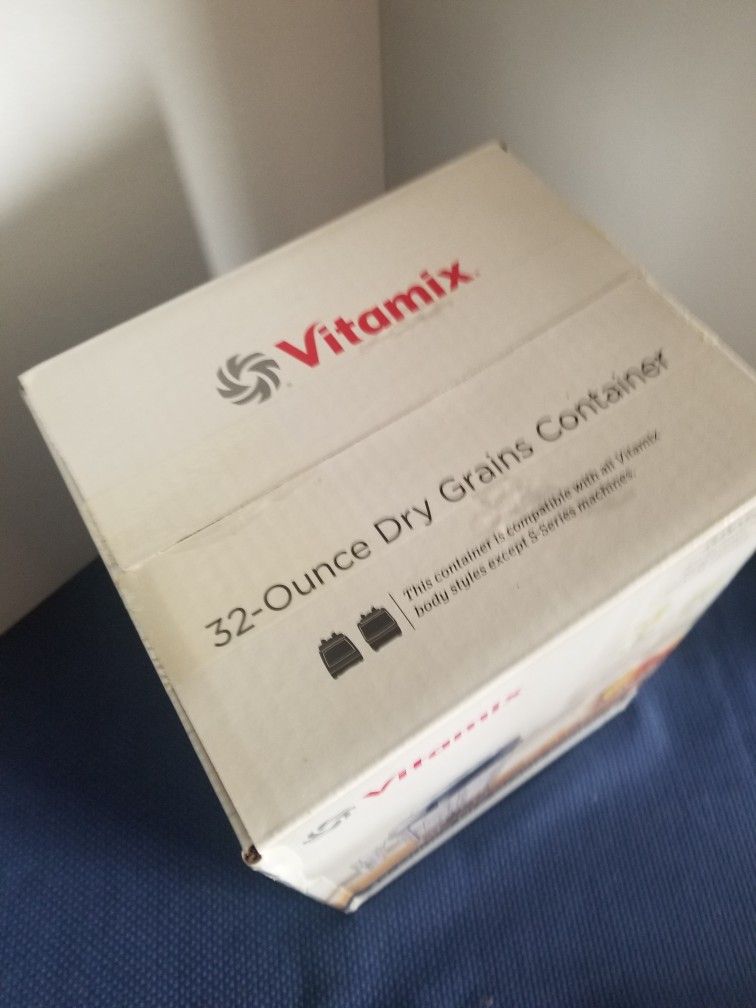 Vitamix
32-Ounce Dry Grains Container
This container is compatible with all Vitamix
body styles except S-Series machines.
Vitamix